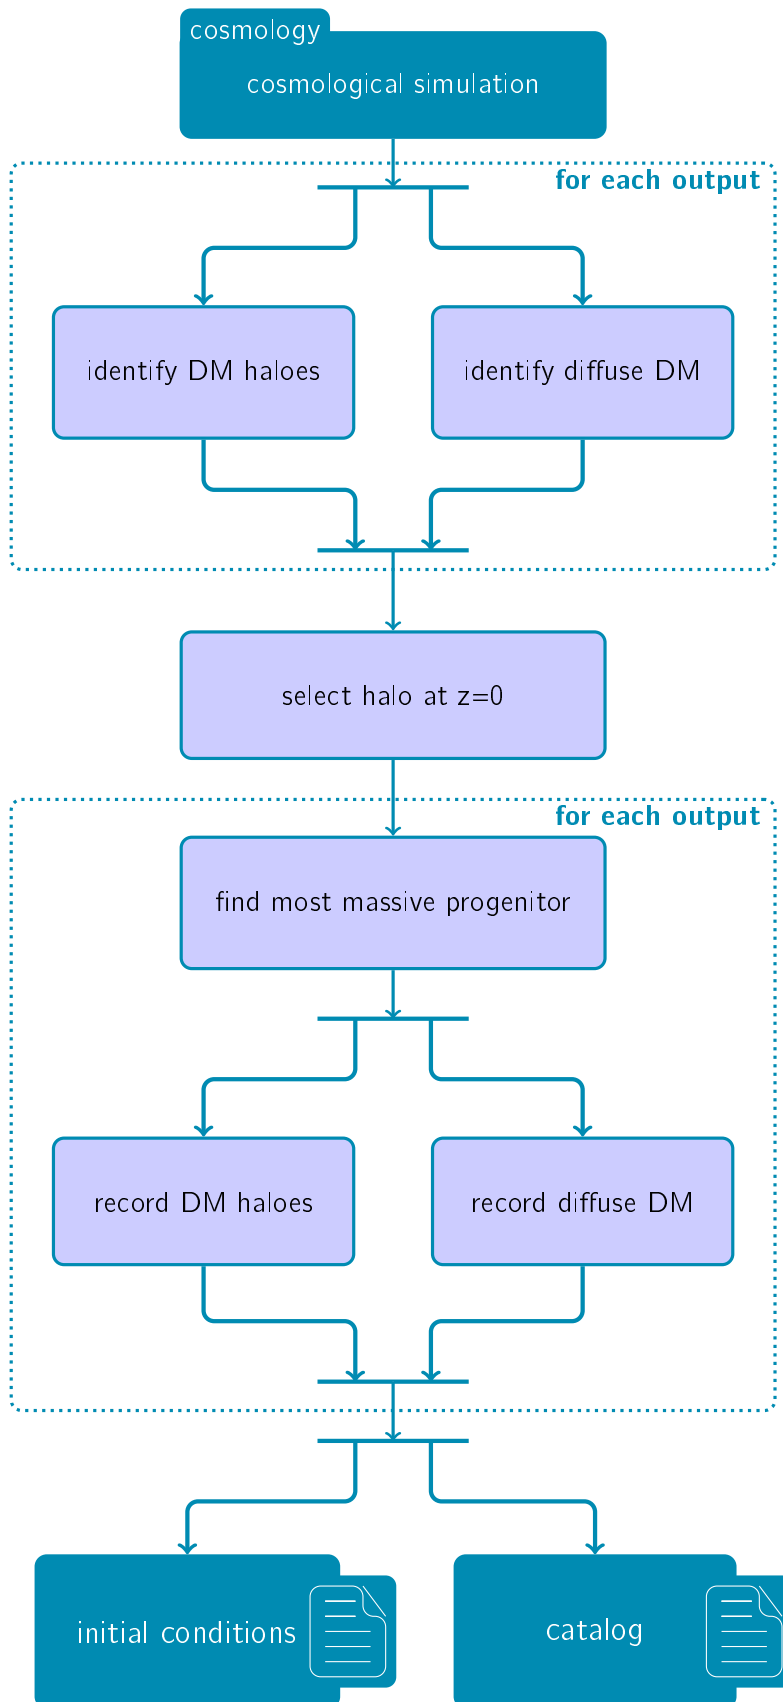 cosmology
cosmological simulation
for each output
identify DM haloes
identify diffuse DM
select halo at z=0
for each output
find most massive progenitor
record DM haloes
record diffuse DM
initial conditions
catalog